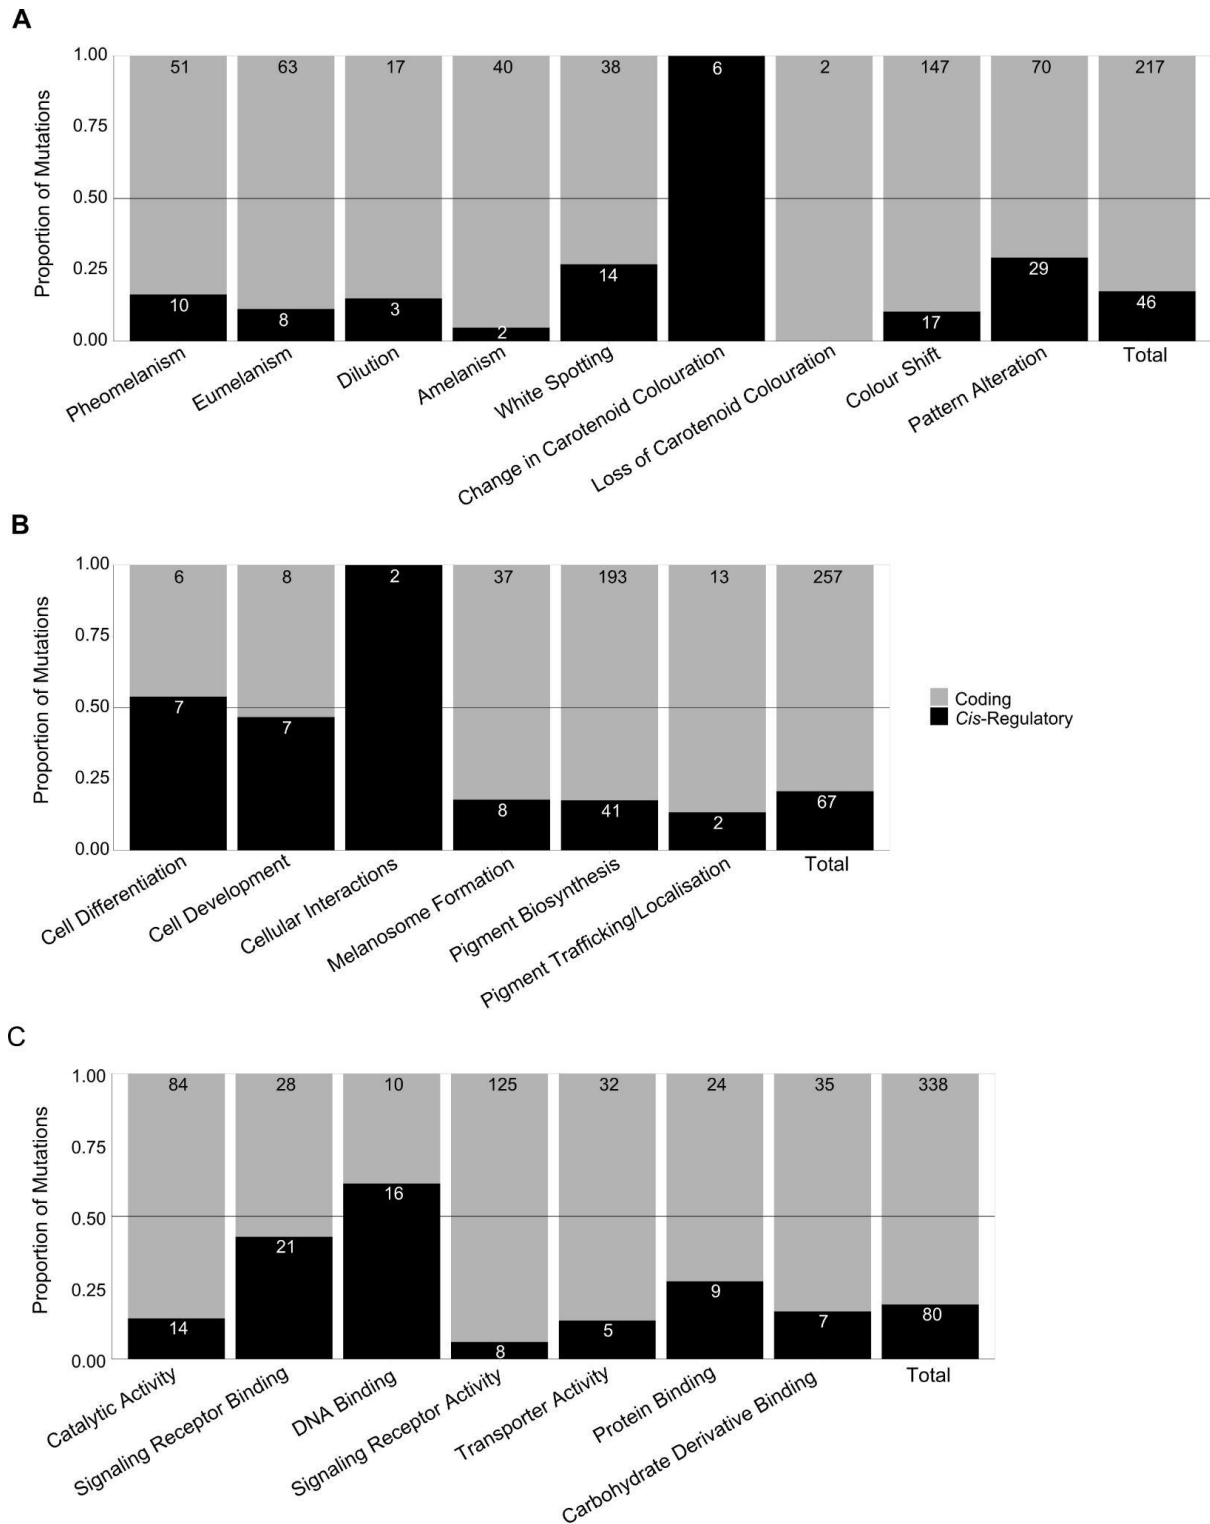 A
Proportion of Mutations
1.00
0.75
0.50
0.25
0.00
51
63
17
40
38
6
2
147
70
217
10
8
3
2
14
17
29
46
Pheomelanism
Eumelanism
Dilution
Amelanism
White Spotting
Change in Carotenoid Colouration
Loss of Carotenoid Colouration
Colour Shift
Pattern Alteration
Total
B
Proportion of Mutations
1.00
0.75
0.50
0.25
0.00
6
8
2
37
193
13
257
7
7
8
41
2
67
Cell Differentiation
Cell Development
Cellular Interactions
Melanosome Formation
Pigment Biosynthesis
Pigment Trafficking/Localisation
Total
Coding
Cis-Regulatory
C
Proportion of Mutations
1.00
0.75
0.50
0.25
0.00
84
28
10
125
32
24
35
338
14
21
16
8
5
9
7
80
Catalytic Activity
Signaling Receptor Binding
DNA Binding
Signaling Receptor Activity
Transporter Activity
Protein Binding
Carbohydrate Derivative Binding
Total